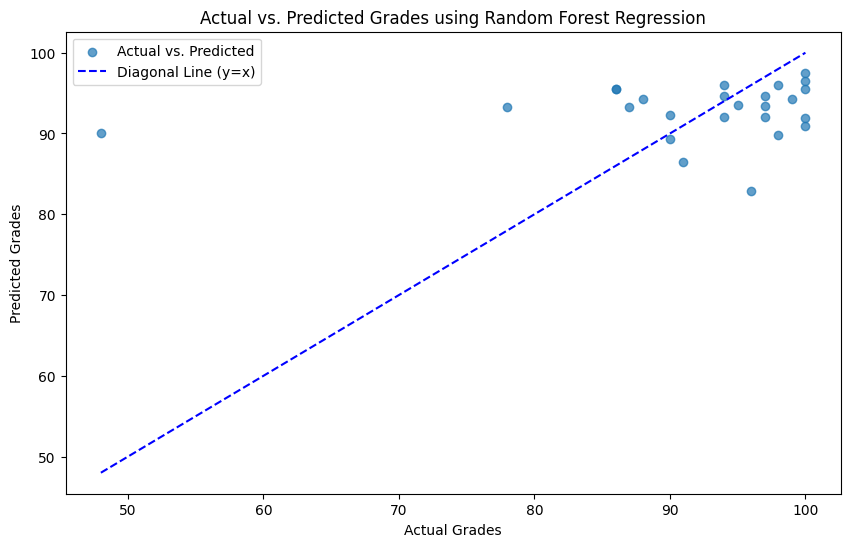 Actual vs. Predicted Grades using Random Forest Regression
Actual vs. Predicted
Diagonal Line (y=x)
100
90
80
70
60
50
Predicted Grades
50 60 70 80 90 100
Actual Grades